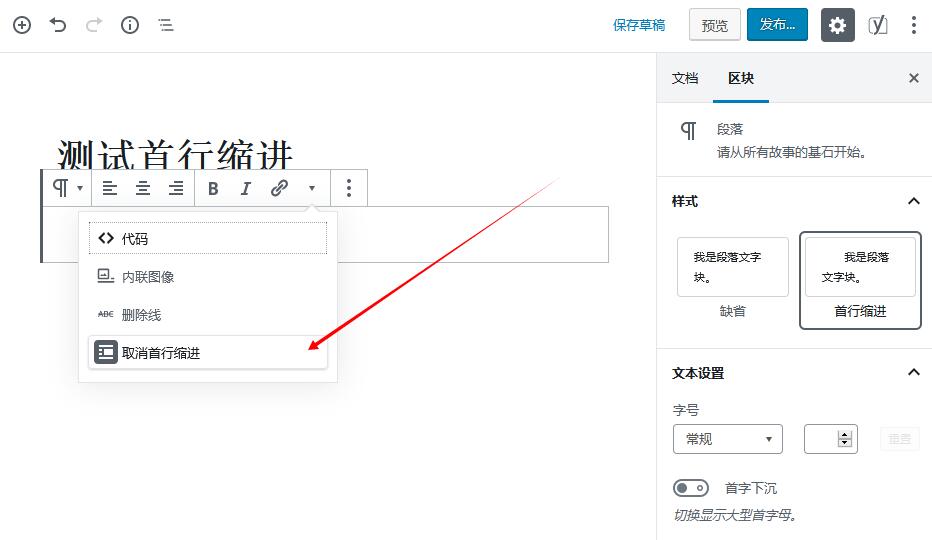 保存草稿
预览
发布...
测试首行缩进
B
I
代码
内联图像
ABC
删除线
取消首行缩进
文档
区块
段落
请从所有故事的基石开始。
样式
我是段落文字
块。
缺省
我是段落
文字块。
首行缩进
文本设置
字号
常规
重置
首字下沉
切换显示大型首字母。